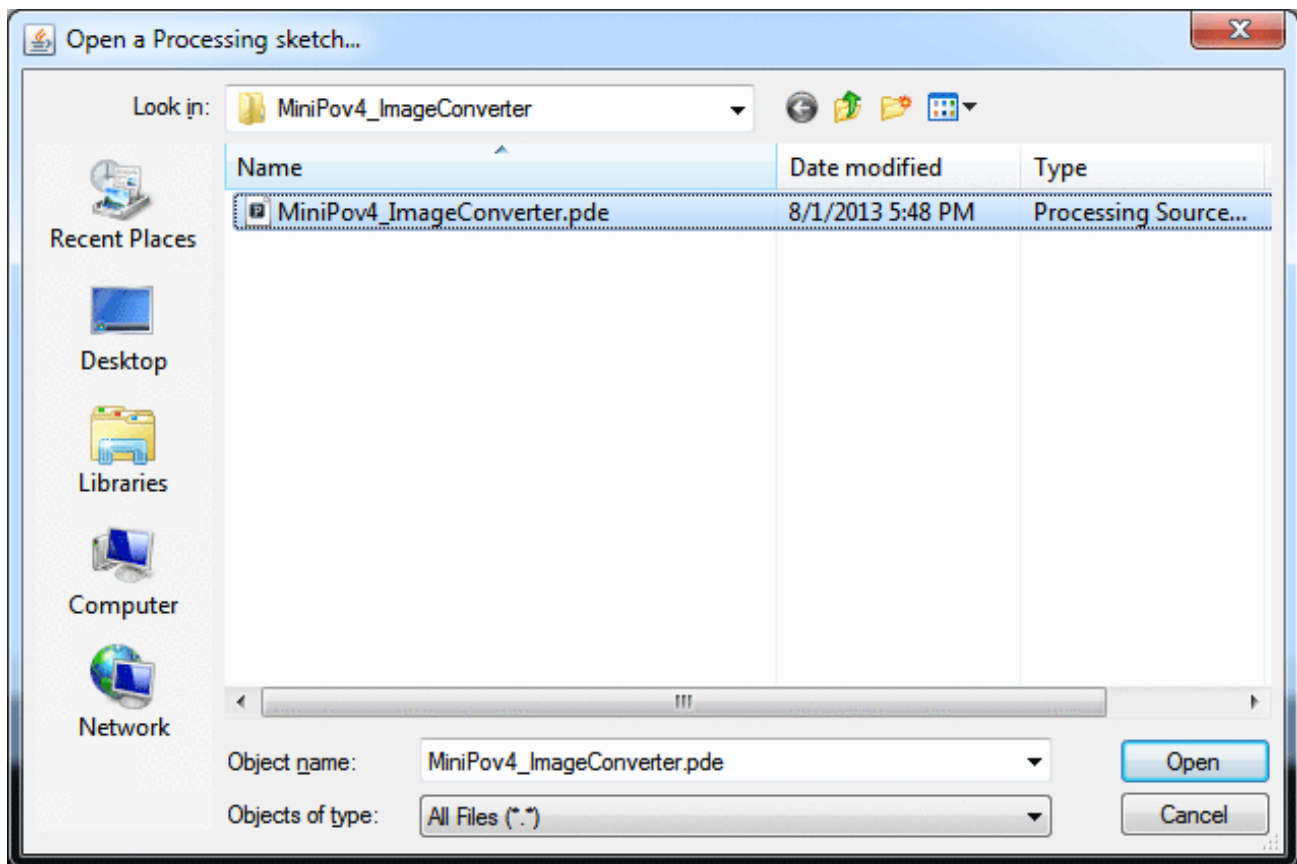 Open a Processing sketch...
Look in: MiniPov4_ImageConverter
Name Date modified Type
MiniPov4_ImageConverter.pde 8/1/2013 5:48 PM Processing Source...
Recent Places
Desktop
Libraries
Computer
Network
Object name: MiniPov4_ImageConverter.pde Open
Objects of type: All Files (*.*) Cancel